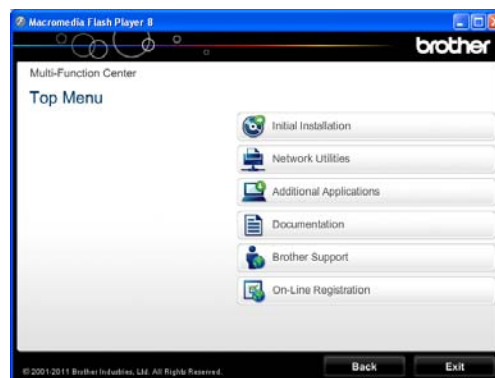 Macromedia Flash Player 8
brother
Multi-Function Center
Top Menu
Initial Installation
Network Utilities
Additional Applications
Documentation
Brother Support
On-Line Registration
© 2001-2011 Brother Industries, Ltd. All Rights Reserved.
Back
Exit